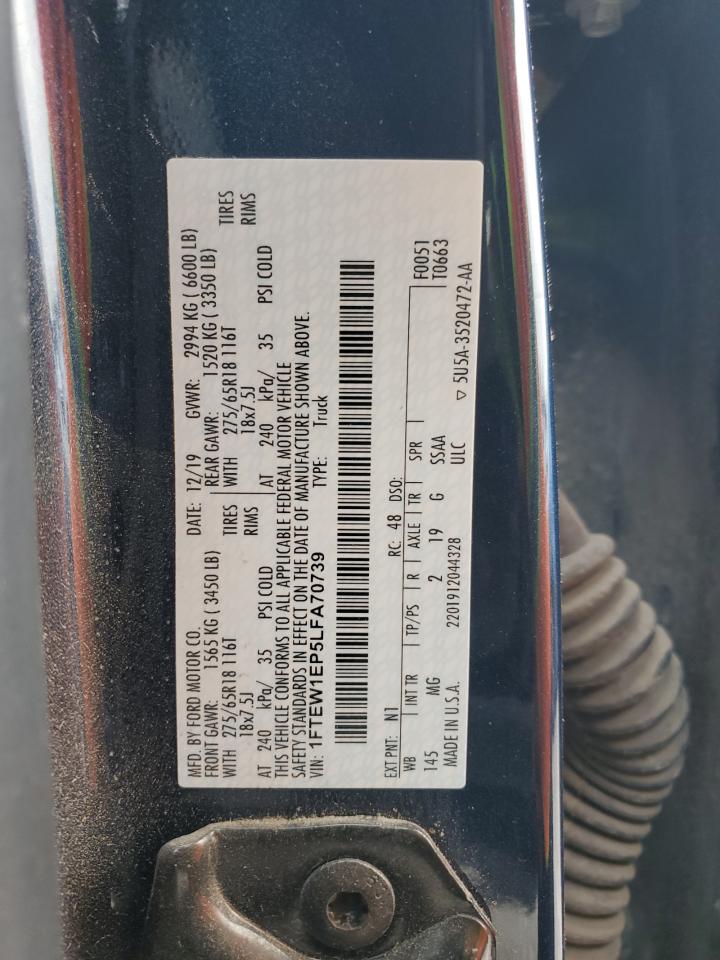 MFD. BY FORD MOTOR CO. DATE: 12/19 GVWR: 2994 KG ( 6600 LB)
FRONT GAWR: 1565 KG ( 3450 LB) REAR GAWR: 1520 KG ( 3350 LB)
WITH 275/65R18 116T TIRES WITH 275/65R18 116T TIRES
18x7.5J RIMS 18x7.5J RIMS
AT 240 kPa/ 35 PSI COLD AT 240 kPa/ 35 PSI COLD
THIS VEHICLE CONFORMS TO ALL APPLICABLE FEDERAL MOTOR VEHICLE
SAFETY STANDARDS IN EFFECT ON THE DATE OF MANUFACTURE SHOWN ABOVE.
VIN: 1FTEW1EP5LFA70739 TYPE: Truck
EXT PNT: N1 RC: 48 DSO: F0051
WB INT TR TP/PS R AXLE TR SPR T0663
145 MG 2 19 G SSAA
MADE IN U.S.A. 2201912044328 ULC ▽ 5U5A-3520472-AA